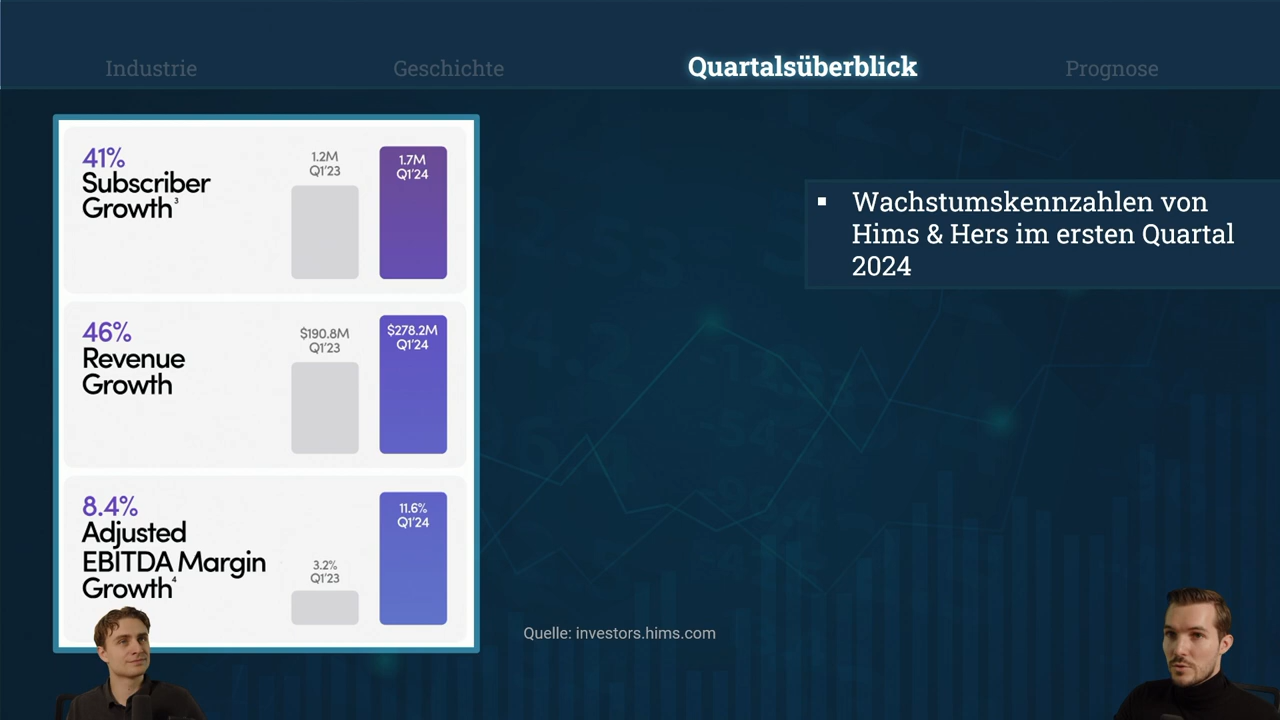 Industrie
Geschichte
Quartalsüberblick
Prognose
41%
Subscriber
Growth³
1.2M
Q1'23
1.7M
Q1'24
46%
Revenue
Growth
$190.8M
Q1'23
$278.2M
Q1'24
8.4%
Adjusted
EBITDA Margin
Growth⁴
3.2%
Q1'23
11.6%
Q1'24
▪ Wachstumskennzahlen von
Hims & Hers im ersten Quartal
2024
Quelle: investors.hims.com